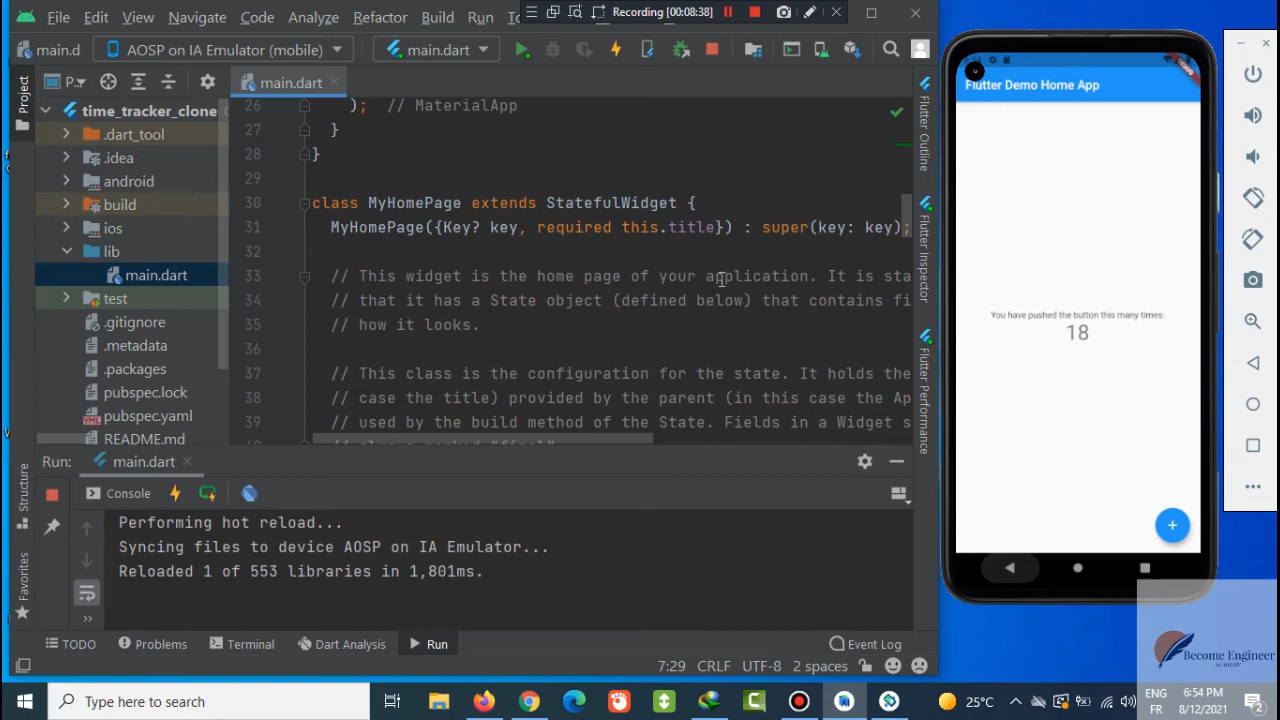 File Edit View Navigate Code Analyze Refactor Build Run
Recording [00:08:38]
main.d AOSP on IA Emulator (mobile) main.dart
P... main.dart
Project
time_tracker_clone
.dart_tool
.idea
android
build
ios
lib
main.dart
test
.gitignore
.metadata
.packages
pubspec.lock
pubspec.yaml
README.md
26 ); // MaterialApp
27 }
28 }
29
30 class MyHomePage extends StatefulWidget {
31 MyHomePage({Key? key, required this.title}) : super(key: key);
32
33 // This widget is the home page of your application. It is sta
34 // that it has a State object (defined below) that contains fi
35 // how it looks.
36
37 // This class is the configuration for the state. It holds the
38 // case the title) provided by the parent (in this case the Ap
39 // used by the build method of the State. Fields in a Widget s
Flutter Outline
Flutter Inspector
Flutter Performance
Run: main.dart
Console
Performing hot reload...
Syncing files to device AOSP on IA Emulator...
Reloaded 1 of 553 libraries in 1,801ms.
Structure
Favorites
TODO Problems Terminal Dart Analysis Run Event Log
7:29 CRLF UTF-8 2 spaces
Flutter Demo Home App
You have pushed the button this many times:
18
Become Engineer
ACADEMY
Type here to search
25°C
ENG
FR
6:54 PM
8/12/2021
2